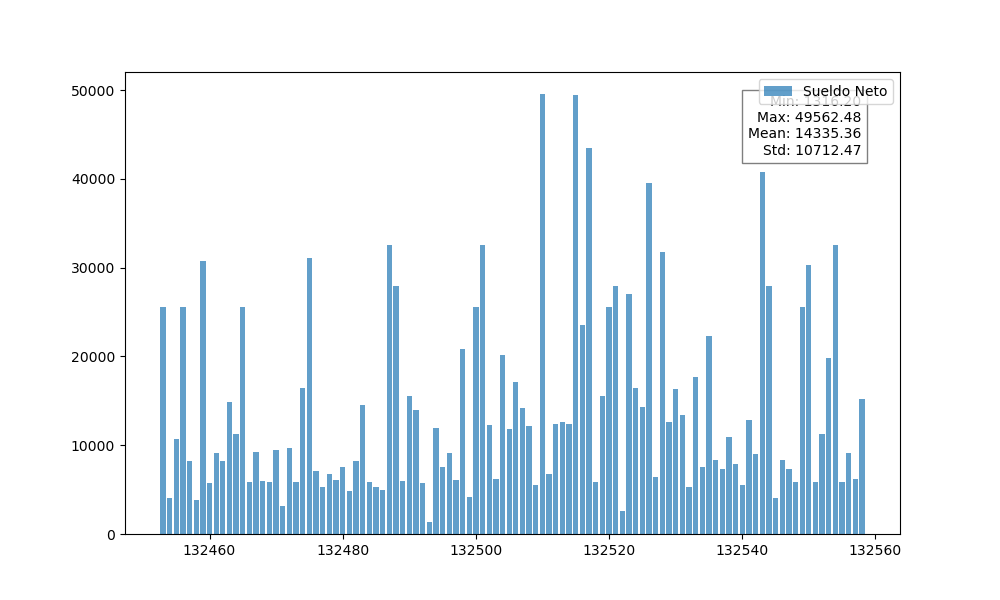 50000
40000
30000
20000
10000
0
132460
132480
132500
132520
132540
132560
Sueldo Neto
Min: 1316.20
Max: 49562.48
Mean: 14335.36
Std: 10712.47